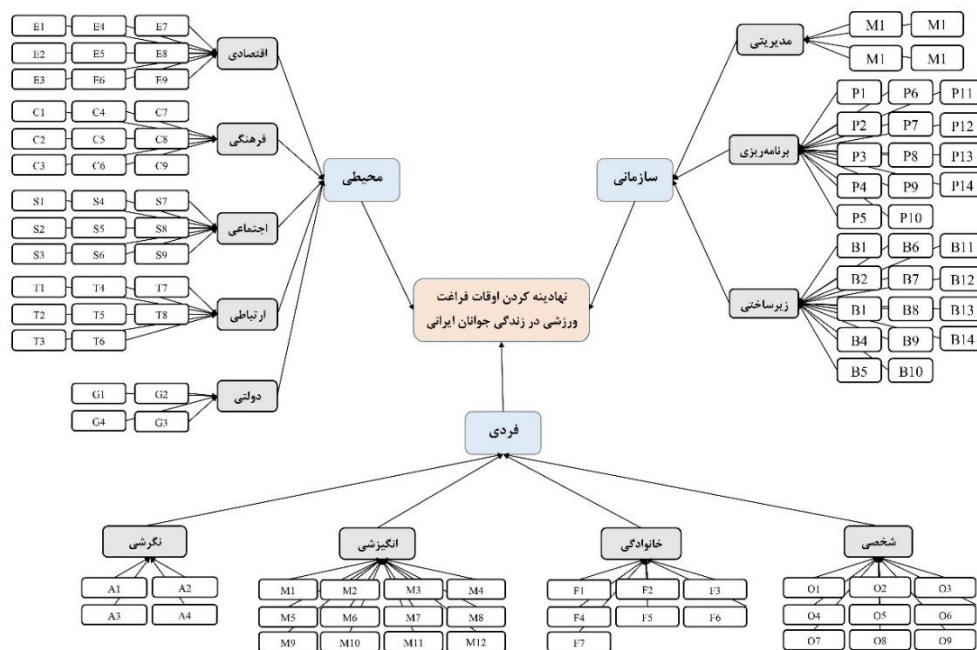 E1 E4 E7
E2 E5 E8
E3 E6 E9
اقتصادی
C1 C4 C7
C2 C5 C8
C3 C6 C9
فرهنگی
S1 S4 S7
S2 S5 S8
S3 S6 S9
اجتماعی
T1 T4 T7
T2 T5 T8
T3 T6
ارتباطی
G1 G2
G4 G3
دولتی
محیطی
سازمانی
مدیریتی
M1 M1
M1 M1
برنامه‌ریزی
P1 P6 P11
P2 P7 P12
P3 P8 P13
P4 P9 P14
P5 P10
زیرساختی
B1 B6 B11
B2 B7 B12
B1 B8 B13
B4 B9 B14
B5 B10
نهادینه کردن اوقات فراغت
ورزشی در زندگی جوانان ایرانی
فردی
نگرشی
A1 A2
A3 A4
انگیزشی
M1 M2 M3 M4
M5 M6 M7 M8
M9 M10 M11 M12
خانوادگی
F1 F2 F3
F4 F5 F6
F7
شخصی
O1 O2 O3
O4 O5 O6
O7 O8 O9